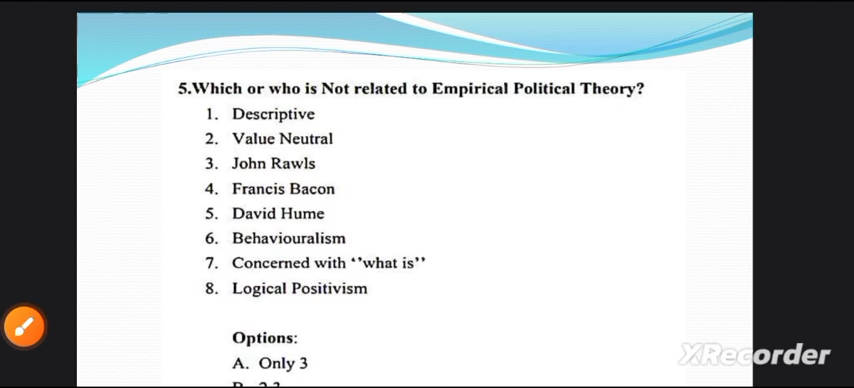 5.Which or who is Not related to Empirical Political Theory?
1. Descriptive
2. Value Neutral
3. John Rawls
4. Francis Bacon
5. David Hume
6. Behaviouralism
7. Concerned with ‘’what is’’
8. Logical Positivism
Options:
A. Only 3
XRecorder